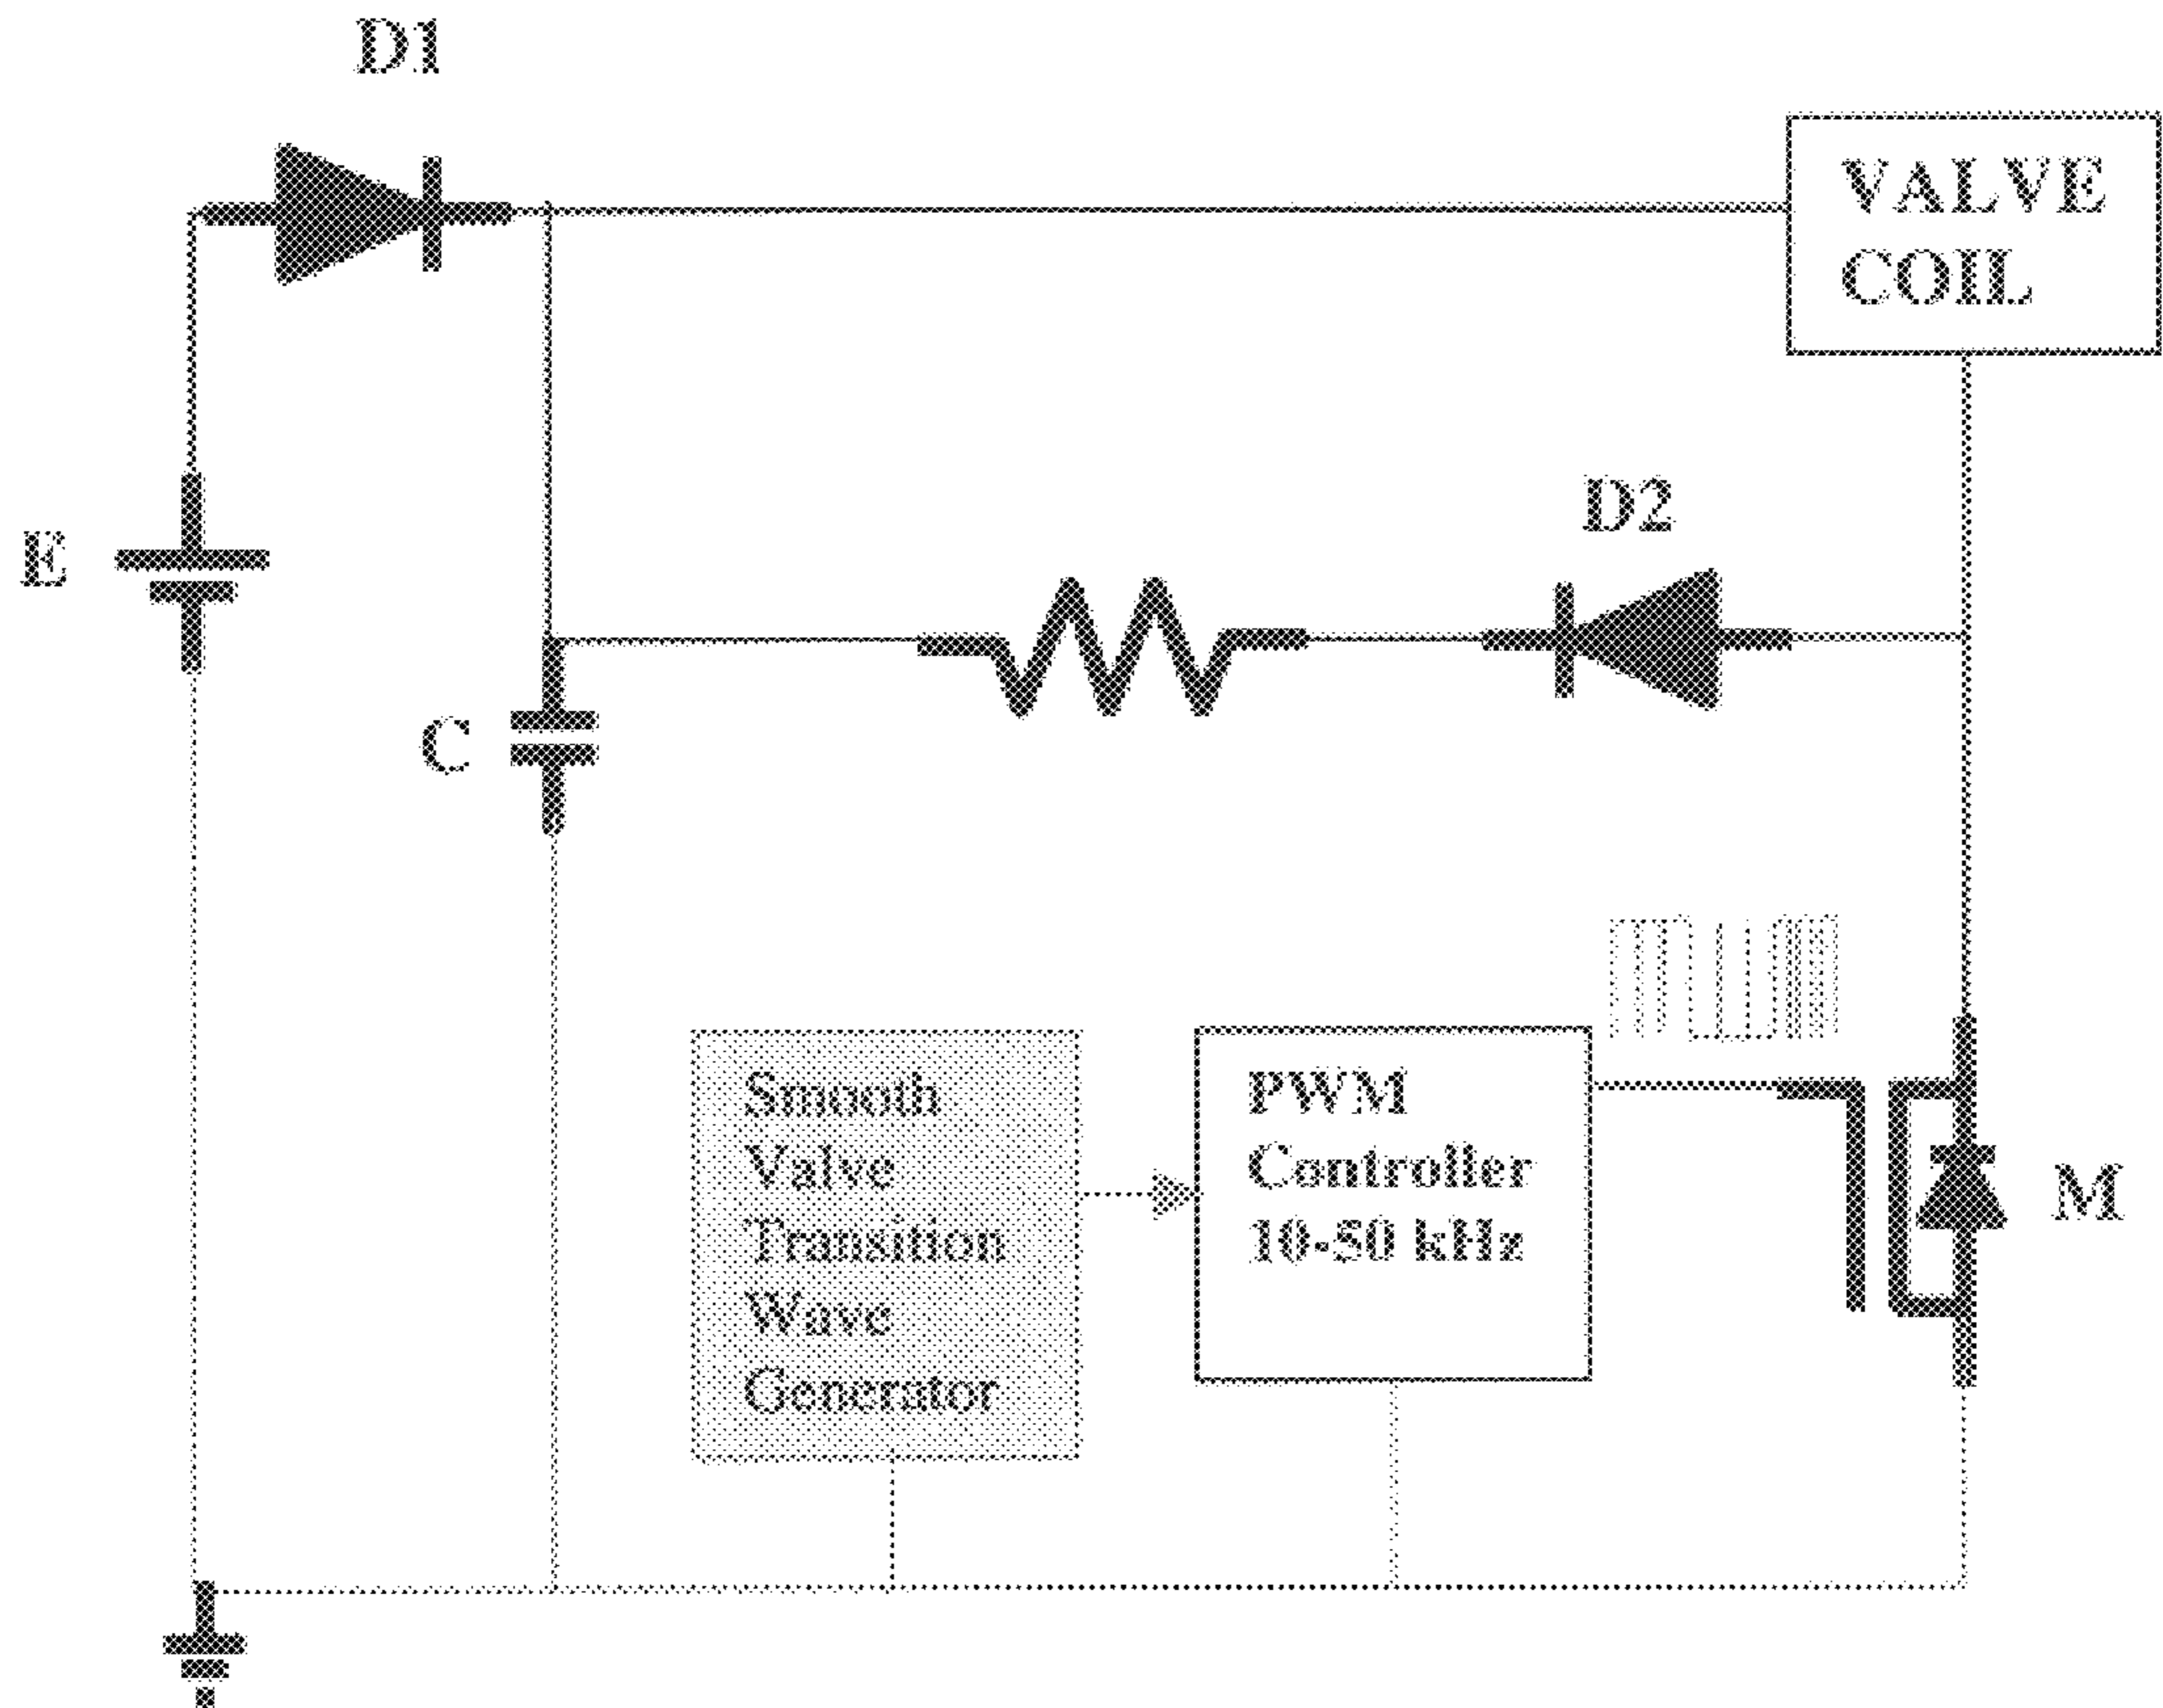 D1
VALVE
COIL
D2
E
C
Smooth
Valve
Transition
Wave
Generator
PWM
Controller
10-50 kHz
M